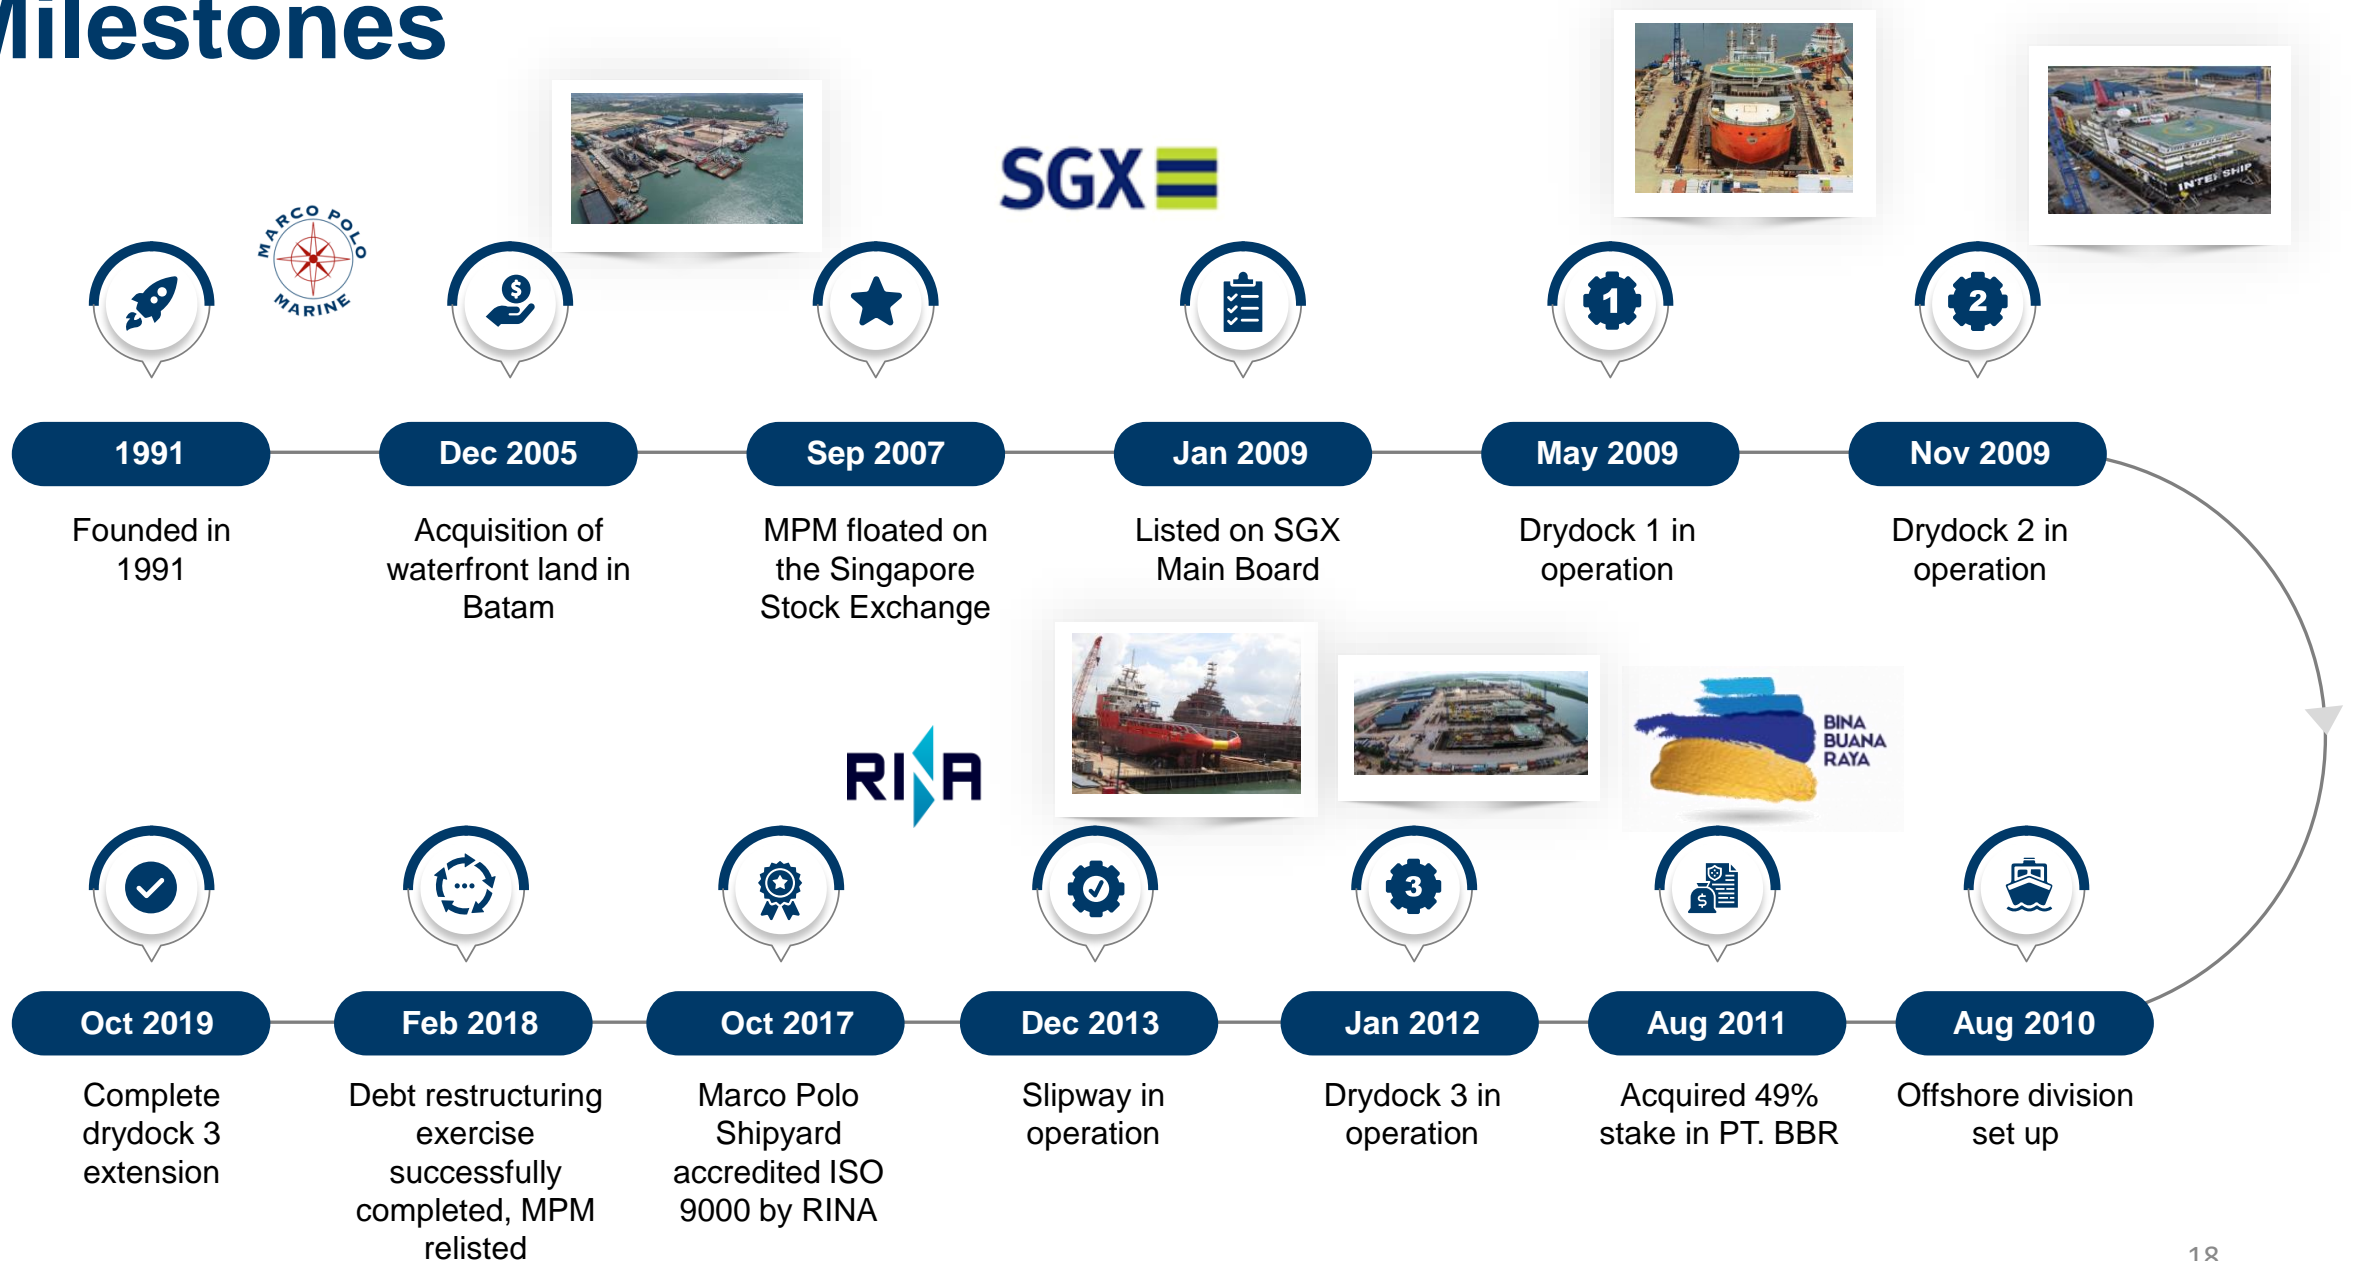 Milestones
MARCO POLO
MARINE
SGX
INTERSHIP
$
1
2
1991
Dec 2005
Sep 2007
Jan 2009
May 2009
Nov 2009
Founded in
1991
Acquisition of
waterfront land in
Batam
MPM floated on
the Singapore
Stock Exchange
Listed on SGX
Main Board
Drydock 1 in
operation
Drydock 2 in
operation
BINA
BUANA
RAYA
RINA
3
$
Aug 2010
Offshore division
set up
Aug 2011
Acquired 49%
stake in PT. BBR
Jan 2012
Drydock 3 in
operation
Dec 2013
Slipway in
operation
Oct 2017
Marco Polo
Shipyard
accredited ISO
9000 by RINA
Feb 2018
Debt restructuring
exercise
successfully
completed, MPM
relisted
Oct 2019
Complete
drydock 3
extension
18